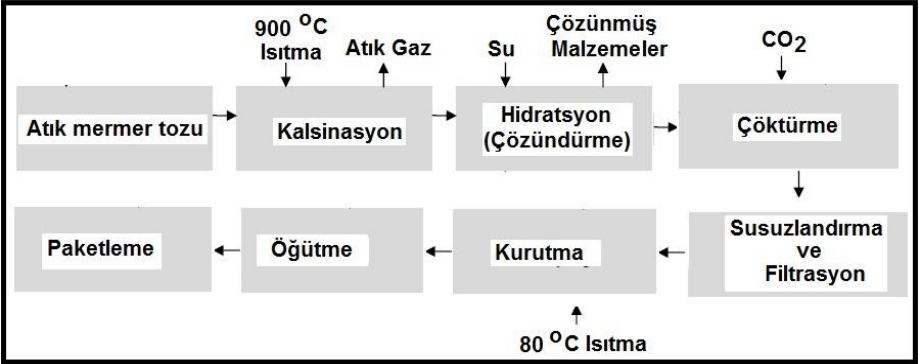 900 °C
Isıtma
Atık Gaz
Su
Çözünmüş
Malzemeler
CO2
Atık mermer tozu
Kalsinasyon
Hidratsyon
(Çözündürme)
Çöktürme
Paketleme
Öğütme
Kurutma
Susuzlandırma
ve
Filtrasyon
80 °C Isıtma